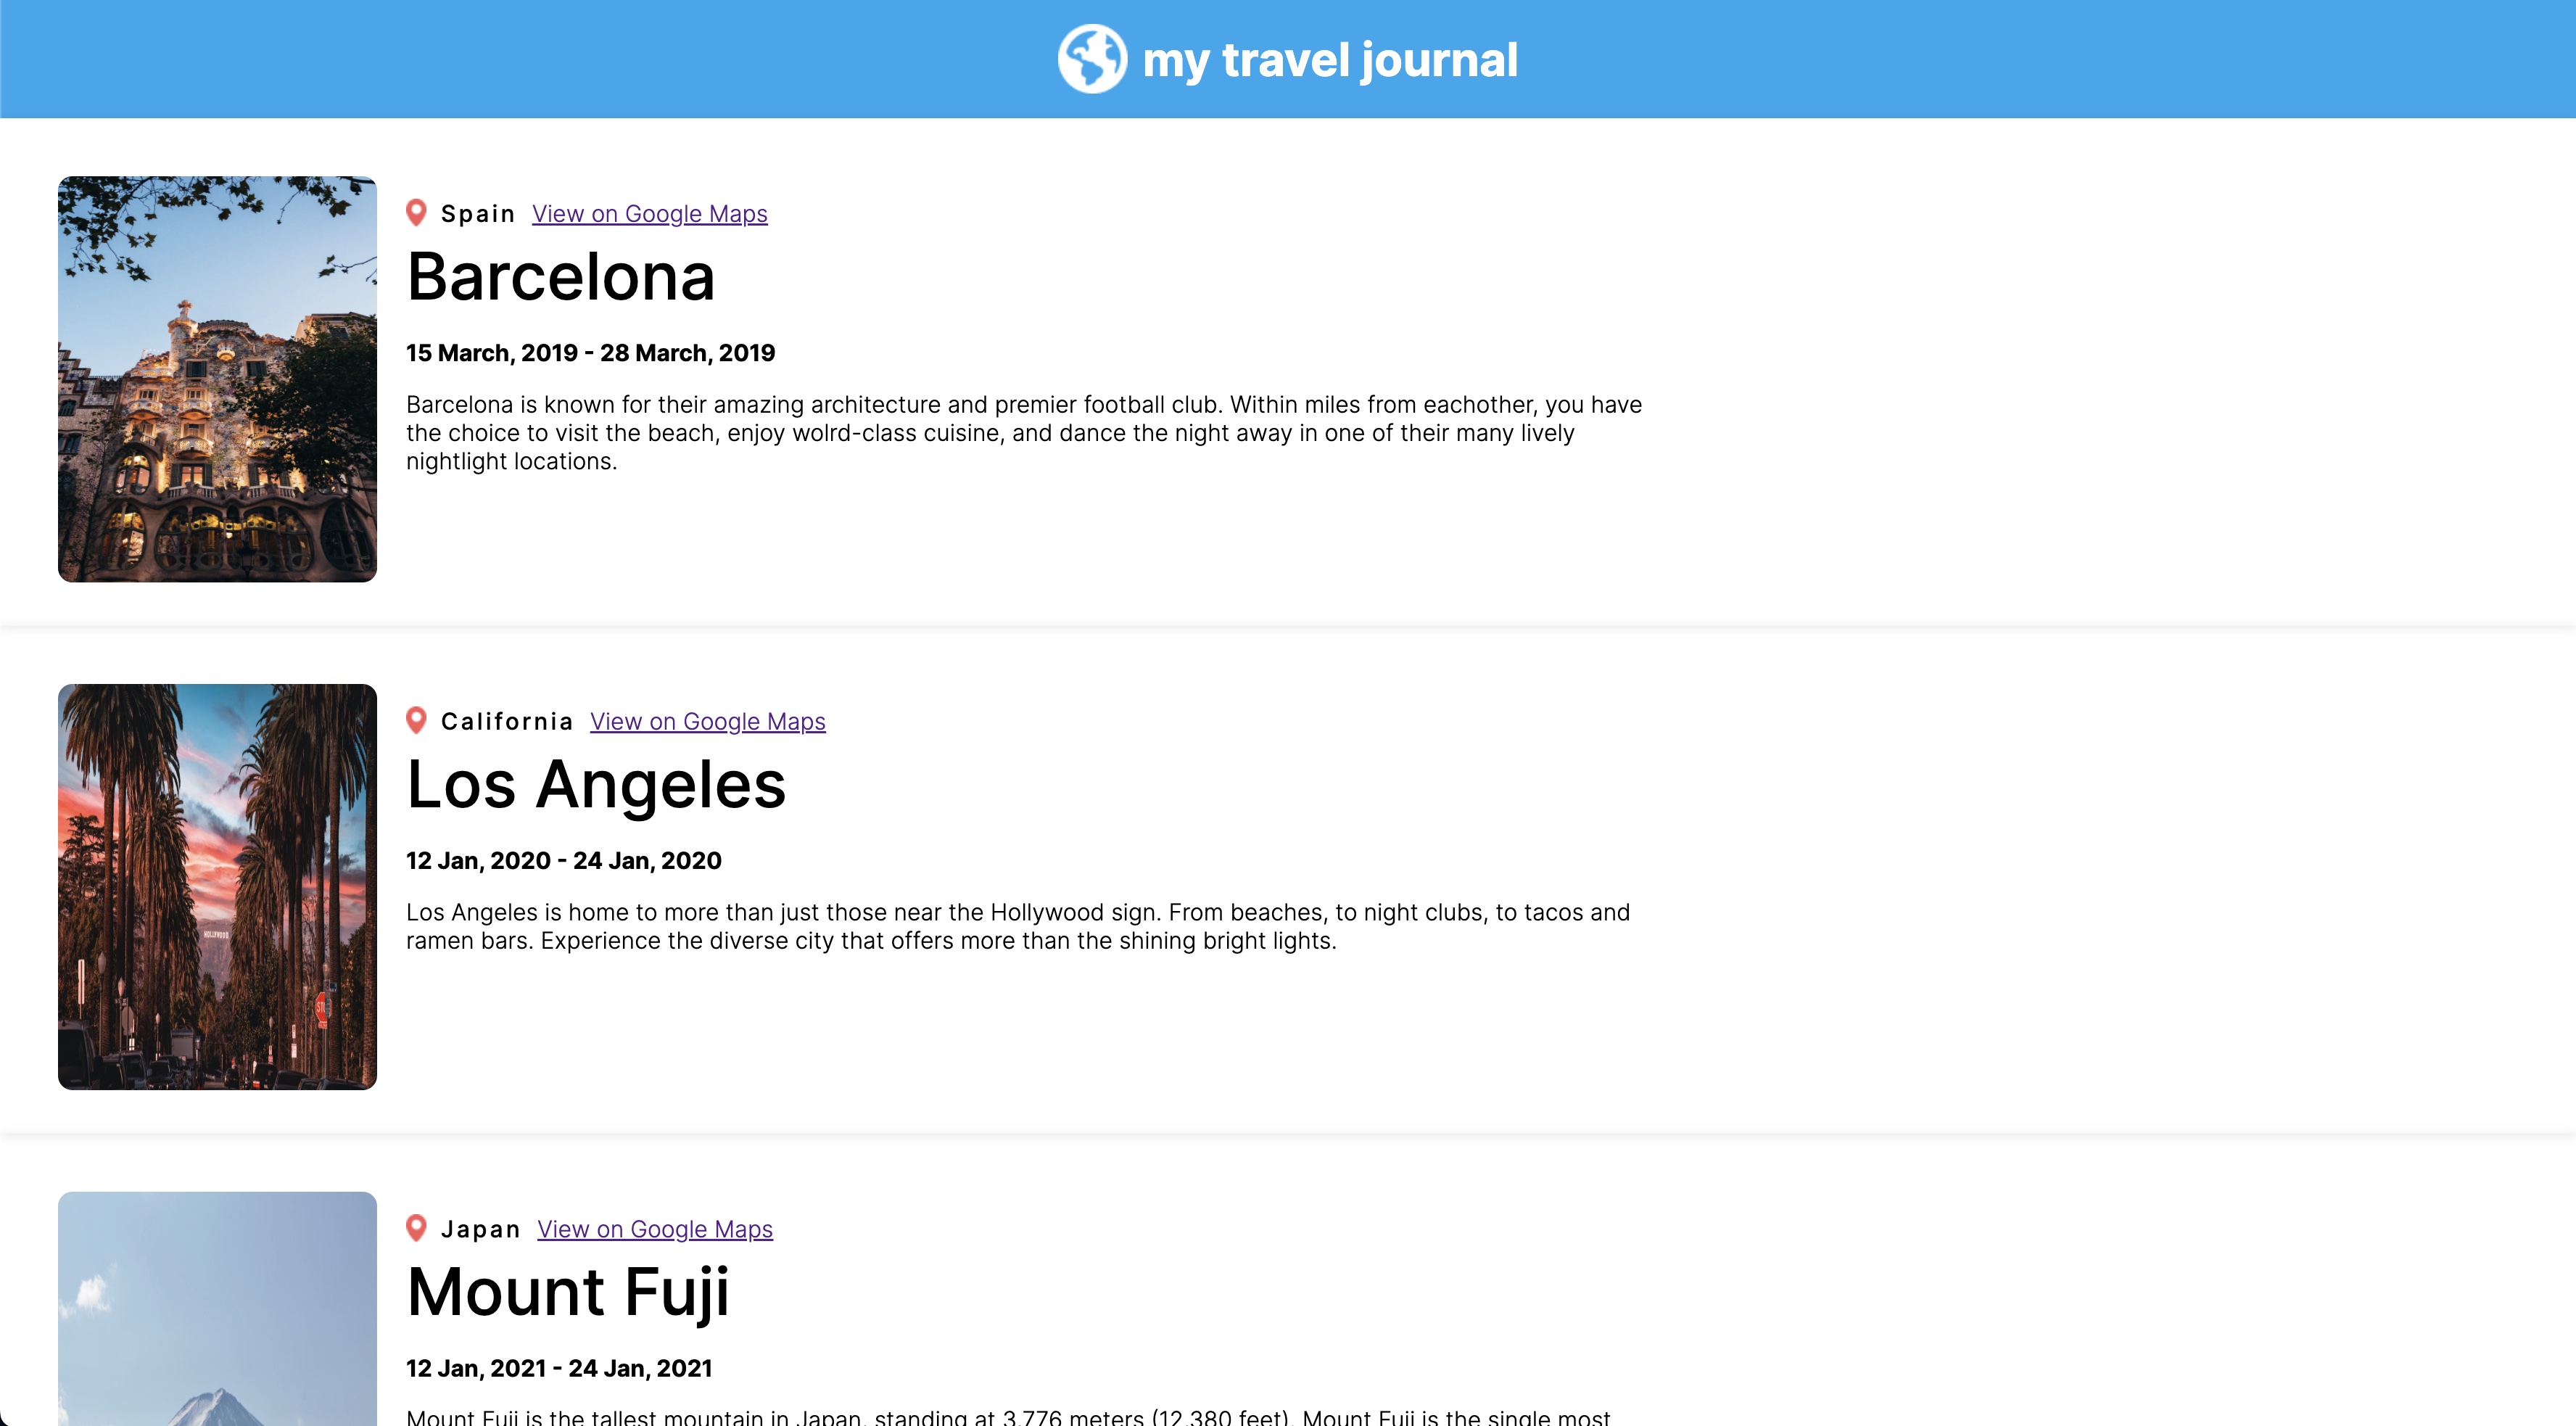 my travel journal
Spain View on Google Maps
Barcelona
15 March, 2019 - 28 March, 2019
Barcelona is known for their amazing architecture and premier football club. Within miles from eachother, you have
the choice to visit the beach, enjoy wolrd-class cuisine, and dance the night away in one of their many lively
nightlight locations.
HOLLYWOOD
California View on Google Maps
Los Angeles
12 Jan, 2020 - 24 Jan, 2020
Los Angeles is home to more than just those near the Hollywood sign. From beaches, to night clubs, to tacos and
ramen bars. Experience the diverse city that offers more than the shining bright lights.
Japan View on Google Maps
Mount Fuji
12 Jan, 2021 - 24 Jan, 2021
Mount Fuji is the tallest mountain in Japan, standing at 3,776 meters (12,380 feet). Mount Fuji is the single most